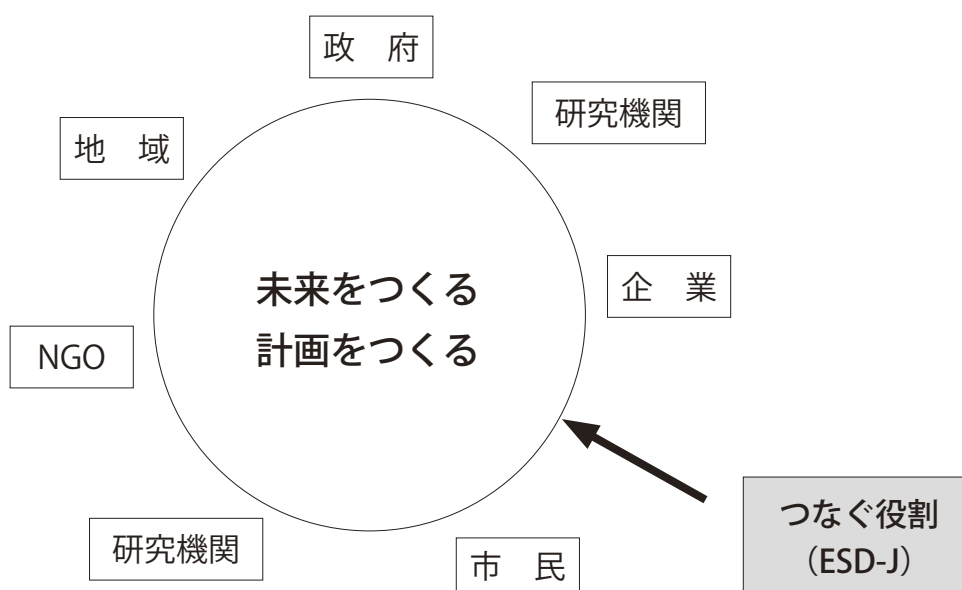 政　府
研究機関
地　域
企　業
未来をつくる
計画をつくる
NGO
研究機関
市　民
つなぐ役割
（ESD-J）